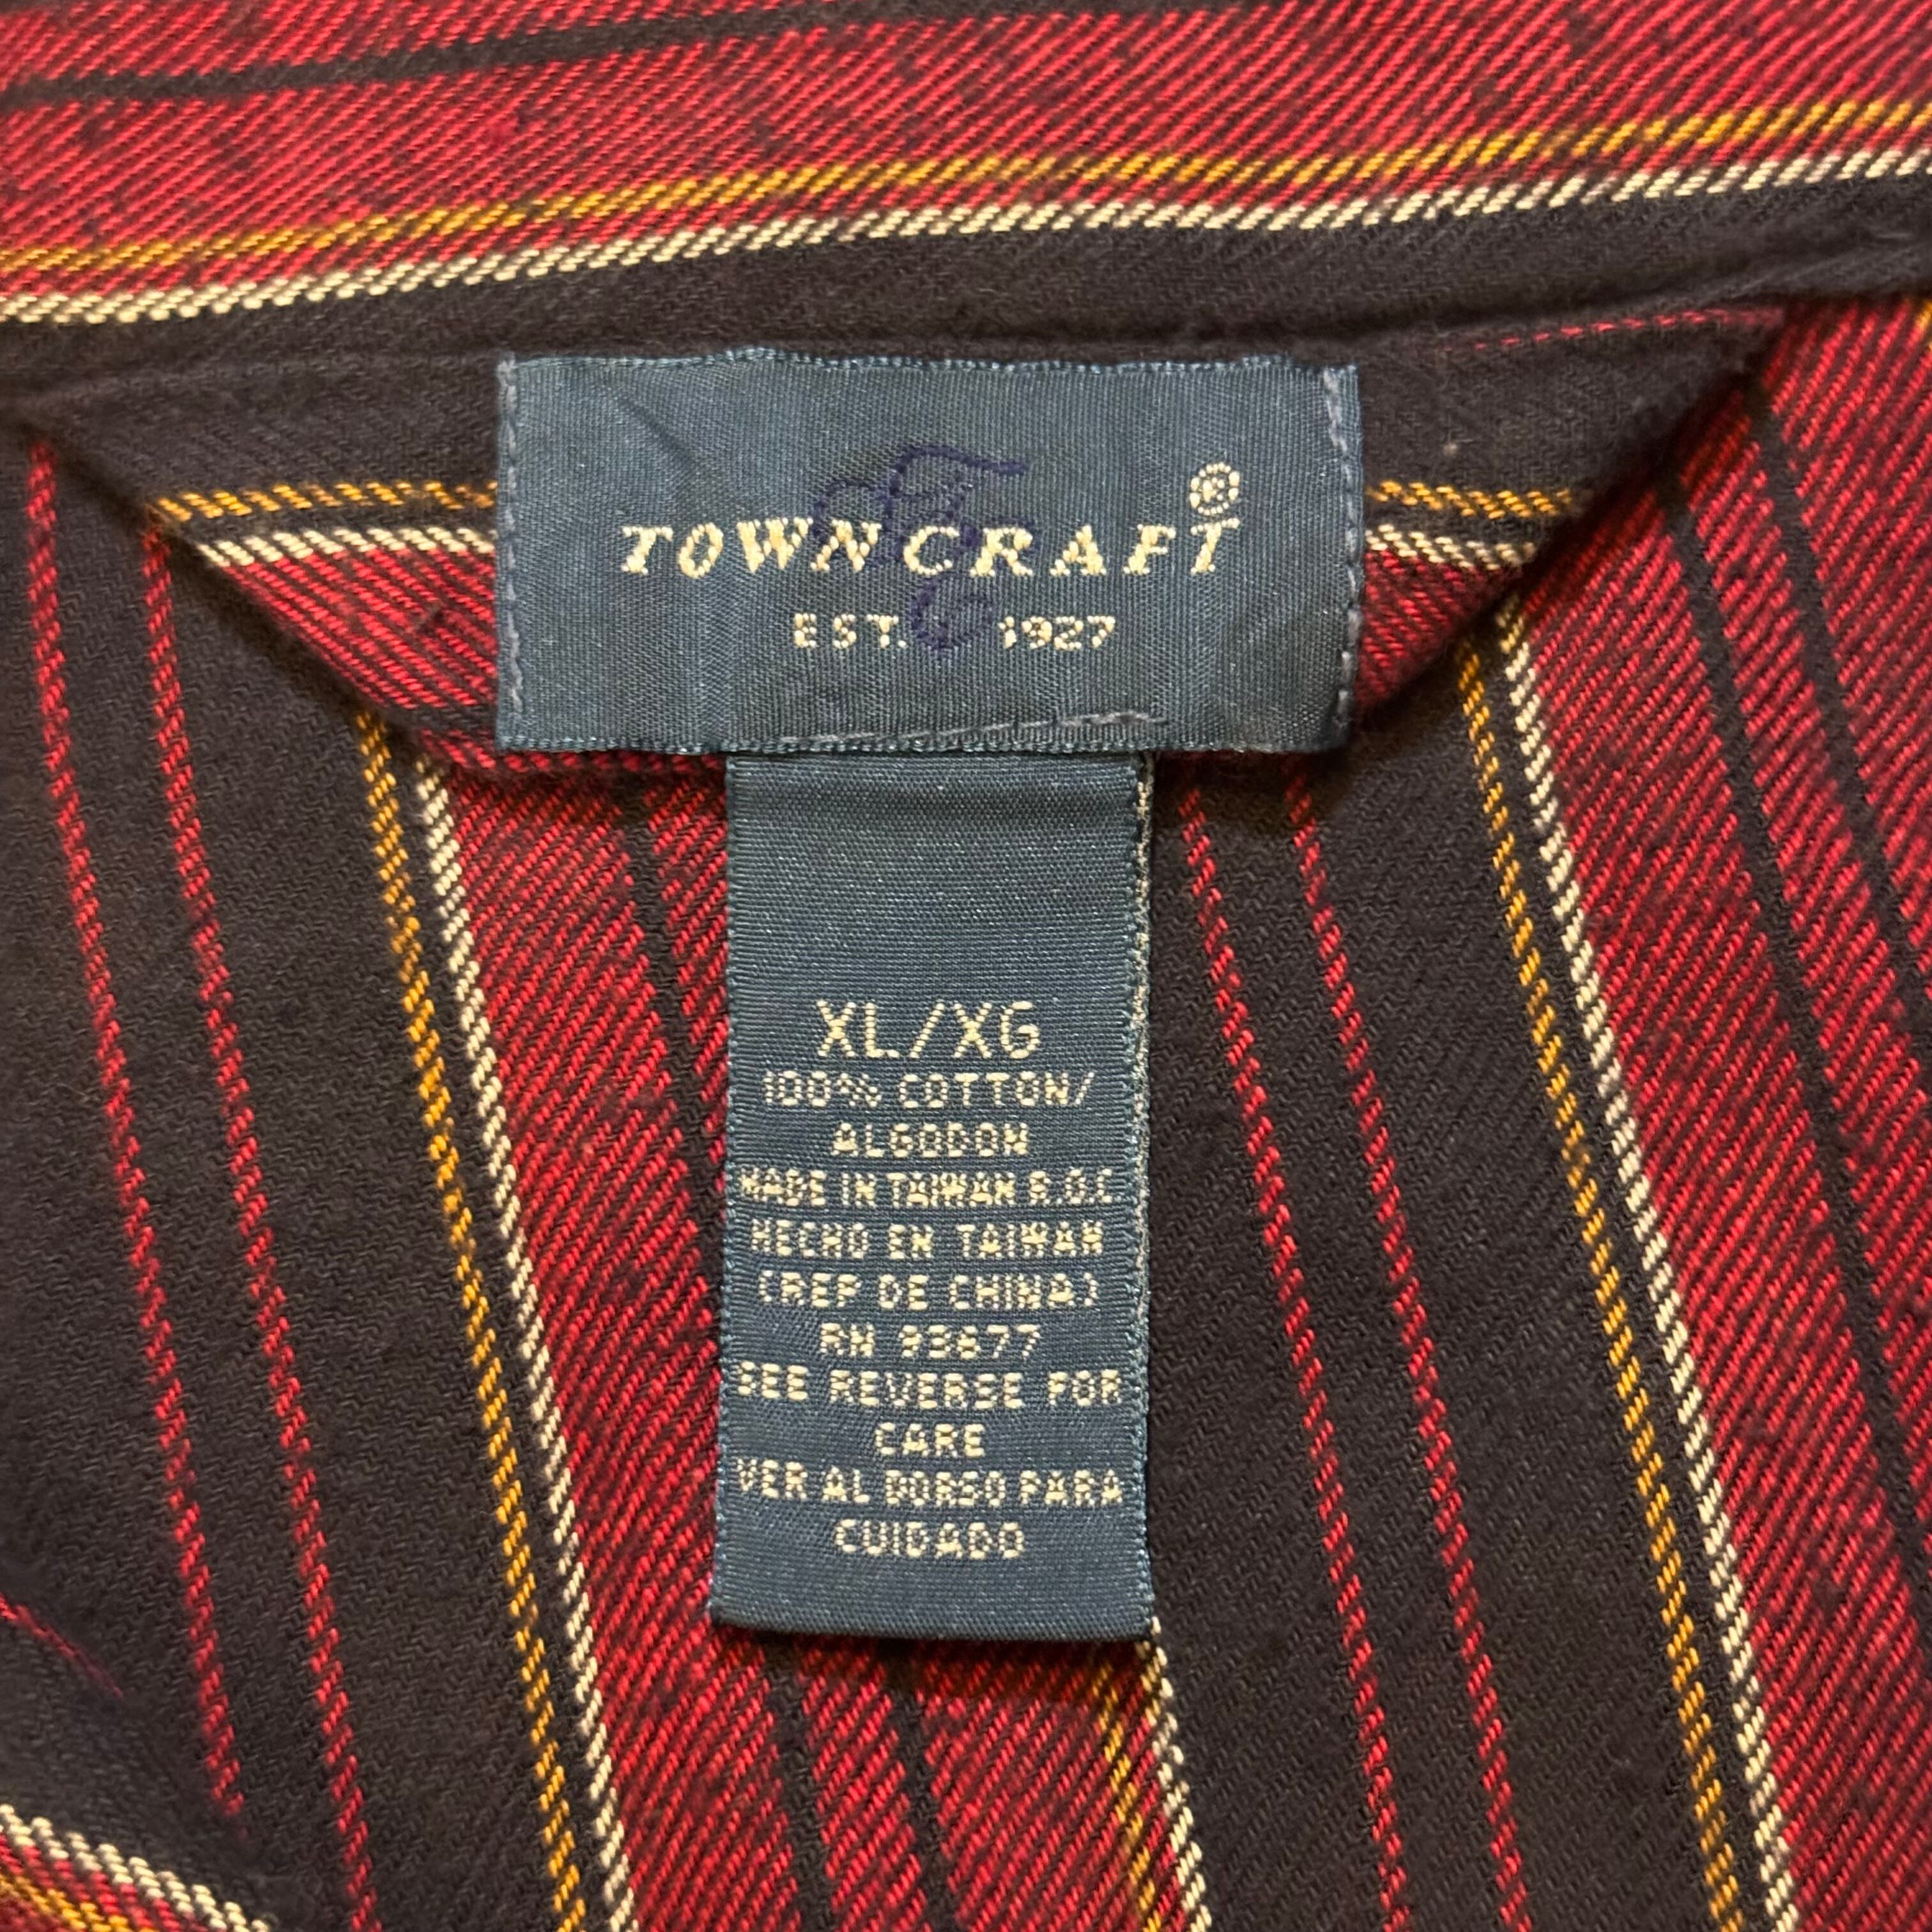 TOWNCRAFT®
EST. 1927
XL/XG
100% COTTON/
ALGODON
MADE IN TAIWAN R.O.C
HECHO EN TAIWAN
(REP DE CHINA)
RN 93677
SEE REVERSE FOR
CARE
VER AL DORSO PARA
CUIDADO